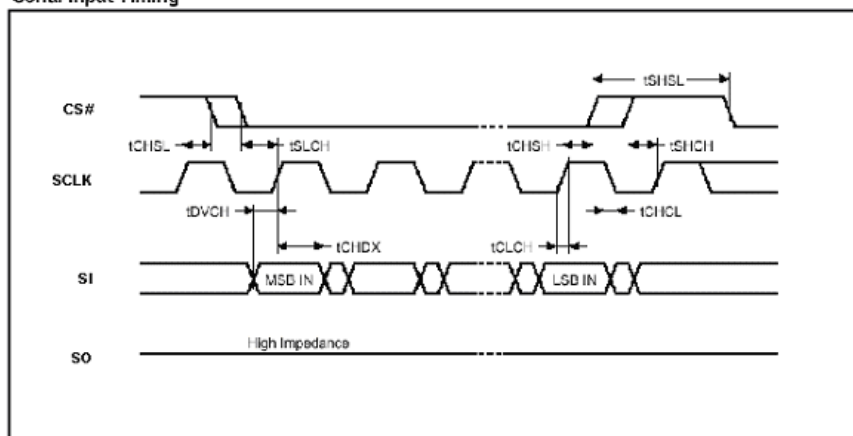 Serial Input Timing
tSHSL
CS#
tCHSL
tSLCH
tCHSH
tSHCH
SCLK
tDVCH
tCHCL
tCHDX
tCLCH
SI
MSB IN
LSB IN
High Impedance
SO